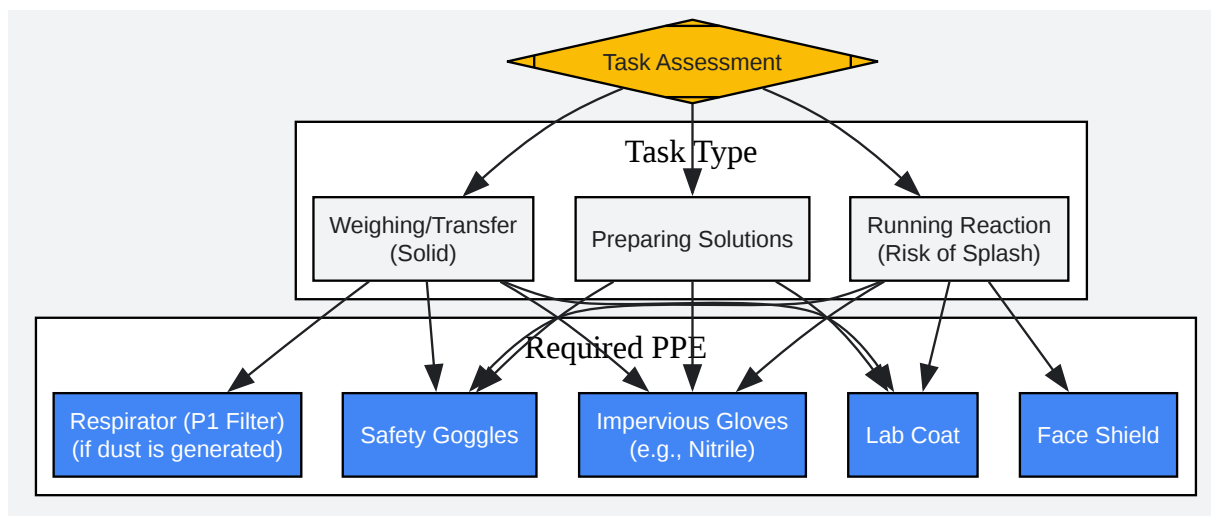 Task Assessment
Task Type
Weighing/Transfer
(Solid)
Preparing Solutions
Running Reaction
(Risk of Splash)
Required PPE
Respirator (P1 Filter)
(if dust is generated)
Safety Goggles
Impervious Gloves
(e.g., Nitrile)
Lab Coat
Face Shield